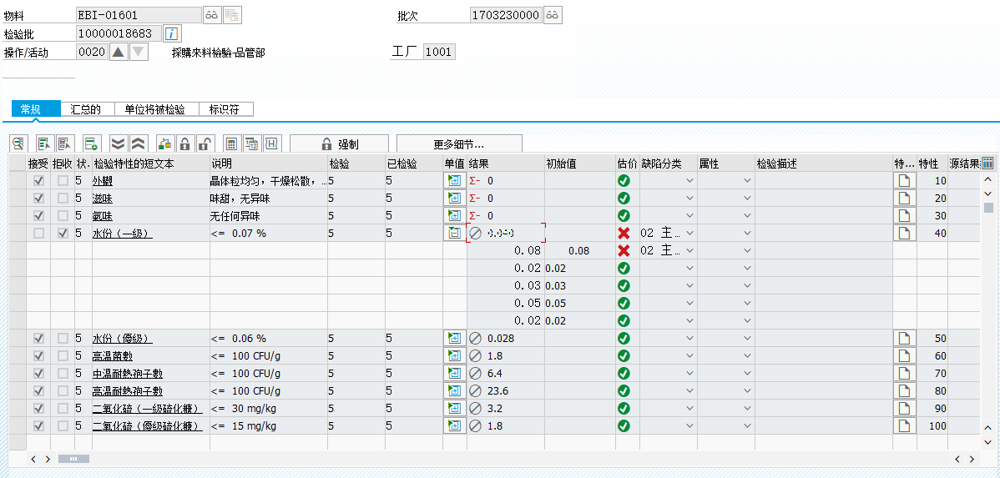 物料 EBI-01601 批次 1703230000
检验批 10000018683
操作/活动 0020 採購來料檢驗-品管部 工厂 1001
常规 汇总的 单位将被检验 标识符
强制 更多细节...
接受 拒收 状. 检验特性的短文本 说明 检验 已检验 单值 结果 初始值 估价 缺陷分类 属性 检验描述 特... 特性 源结果
5 外觀 晶体粒均匀，干燥松散，... 5 5 Σ- 0 10
5 滋味 味甜，无异味 5 5 Σ- 0 20
5 氨味 无任何异味 5 5 Σ- 0 30
5 水份（一级） <= 0.07 % 5 5 0.040 02 主... 40
0.08 0.08 02 主...
0.02 0.02
0.03 0.03
0.05 0.05
0.02 0.02
5 水份（優级） <= 0.06 % 5 5 0.028 50
5 高溫菌數 <= 100 CFU/g 5 5 1.8 60
5 中溫耐熱孢子數 <= 100 CFU/g 5 5 6.4 70
5 高溫耐熱孢子數 <= 100 CFU/g 5 5 23.6 80
5 二氧化硫（一级硫化糖） <= 30 mg/kg 5 5 3.2 90
5 二氧化硫（優级硫化糖） <= 15 mg/kg 5 5 1.8 100